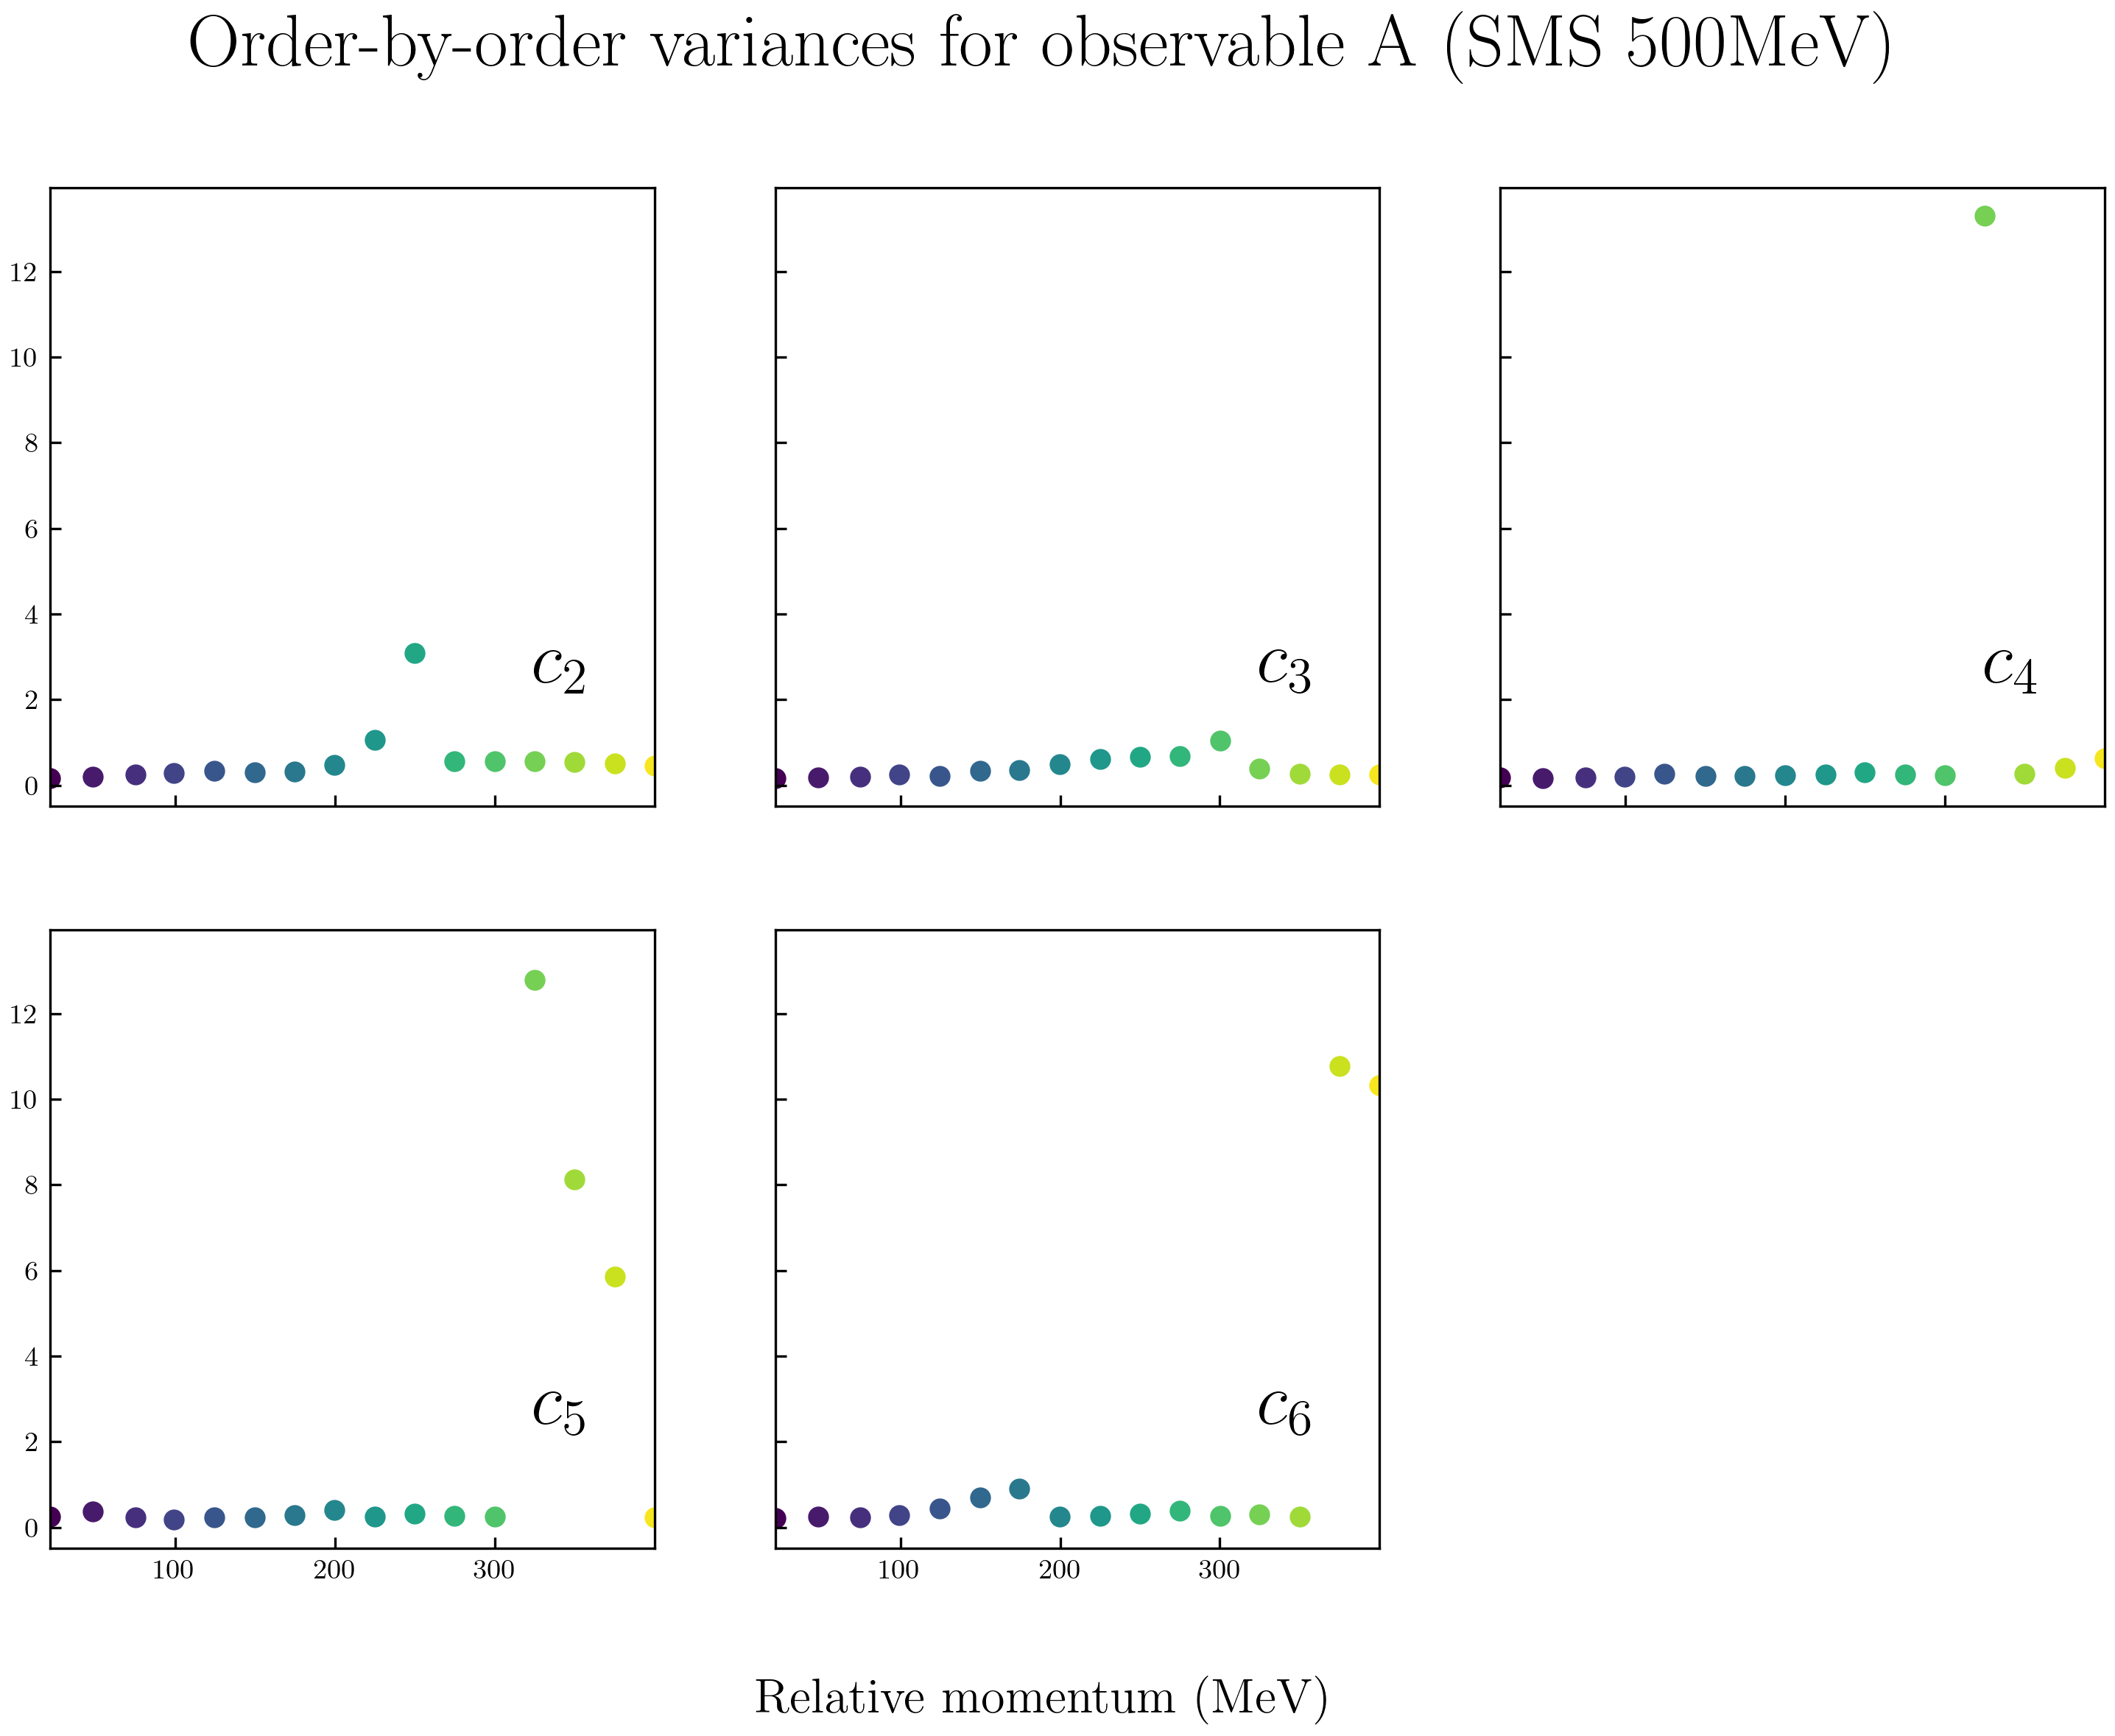 Order-by-order variances for observable A (SMS 500MeV)
12
10
8
6
4
2
0
c₂
c₃
c₄
12
10
8
6
4
2
0
c₅
c₆
100 200 300
100 200 300
Relative momentum (MeV)